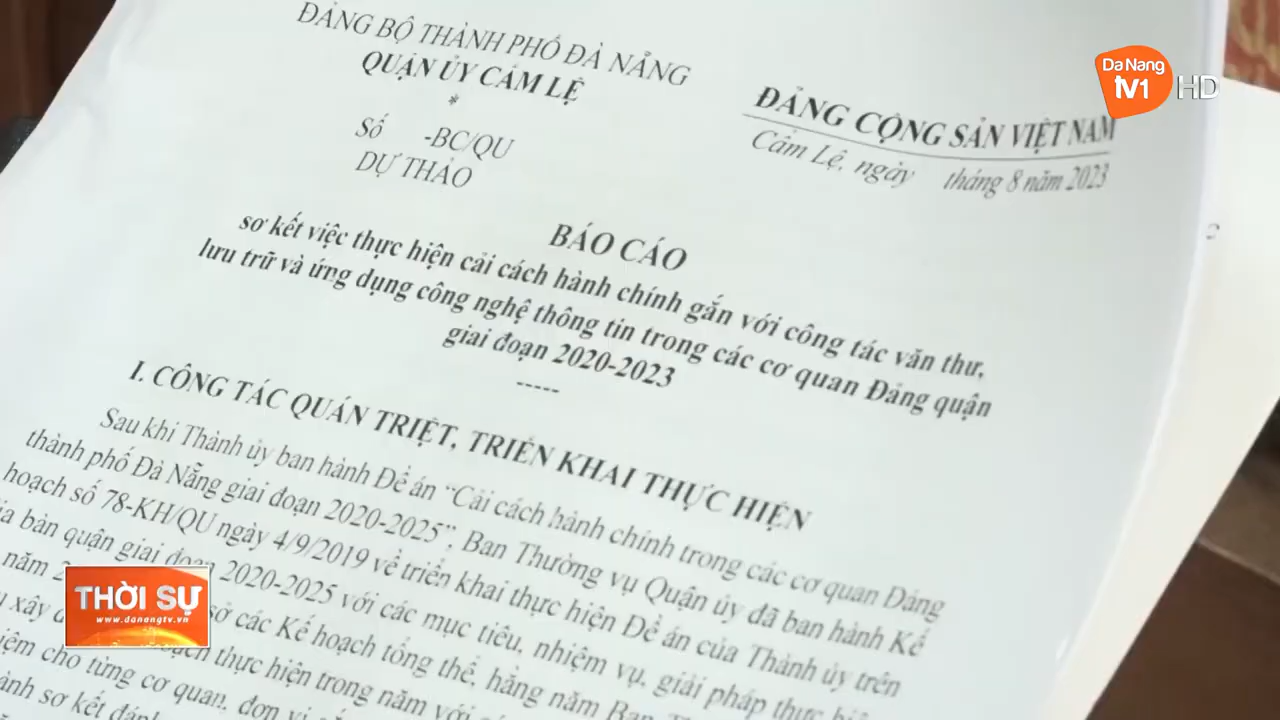 ĐẢNG BỘ THÀNH PHỐ ĐÀ NẴNG
QUẬN ỦY CẨM LỆ
*
Số -BC/QU
DỰ THẢO
ĐẢNG CỘNG SẢN VIỆT NAM
Cẩm Lệ, ngày tháng 8 năm 2023
Da Nang
TV1 HD
BÁO CÁO
sơ kết việc thực hiện cải cách hành chính gắn với công tác văn thư,
lưu trữ và ứng dụng công nghệ thông tin trong các cơ quan Đảng quận
giai đoạn 2020-2023
-----
I. CÔNG TÁC QUÁN TRIỆT, TRIỂN KHAI THỰC HIỆN
Sau khi Thành ủy ban hành Đề án “Cải cách hành chính trong các cơ quan Đảng
thành phố Đà Nẵng giai đoạn 2020-2025”, Ban Thường vụ Quận ủy đã ban hành Kế
hoạch số 78-KH/QU ngày 4/9/2019 về triển khai thực hiện Đề án của Thành ủy trên
bàn quận giai đoạn 2020-2025 với các mục tiêu, nhiệm vụ, giải pháp thực
năm sở các Kế hoạch tổng thể, hằng năm Ban
xây thực hiện trong năm với
cho từng cơ quan, đơn vị
sơ kết
THỜI SỰ
www.danangtv.vn